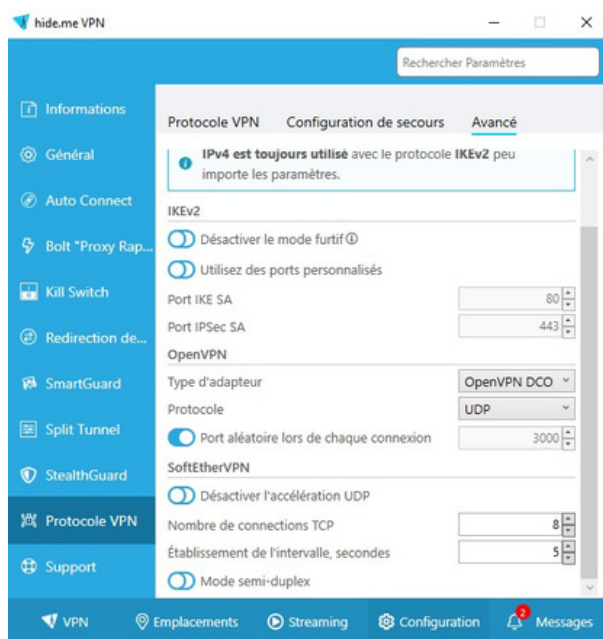 hide.me VPN
Rechercher Paramètres
Informations
Général
Auto Connect
Bolt "Proxy Rap...
Kill Switch
Redirection de...
SmartGuard
Split Tunnel
StealthGuard
Protocole VPN
Support
Protocole VPN Configuration de secours Avancé
IPv4 est toujours utilisé avec le protocole IKEv2 peu
importe les paramètres.
IKEv2
Désactiver le mode furtif
Utilisez des ports personnalisés
Port IKE SA 80
Port IPSec SA 443
OpenVPN
Type d'adapteur OpenVPN DCO
Protocole UDP
Port aléatoire lors de chaque connexion 3000
SoftEtherVPN
Désactiver l'accélération UDP
Nombre de connections TCP 8
Établissement de l'intervalle, secondes 5
Mode semi-duplex
VPN Emplacements Streaming Configuration 2 Messages